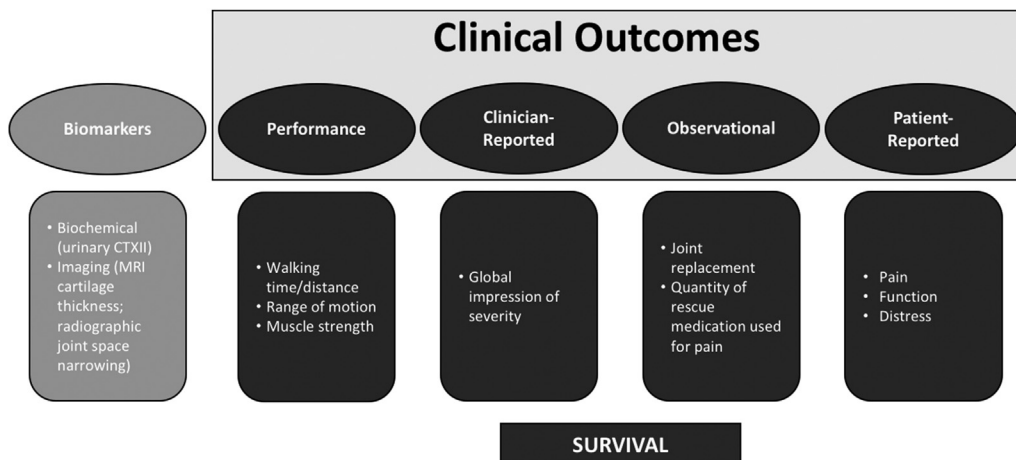 Clinical Outcomes
Biomarkers
Performance
Clinician-
Reported
Observational
Patient-
Reported
• Biochemical
(urinary CTXII)
• Imaging (MRI
cartilage
thickness;
radiographic
joint space
narrowing)
• Walking
time/distance
• Range of motion
• Muscle strength
• Global
impression of
severity
• Joint
replacement
• Quantity of
rescue
medication used
for pain
• Pain
• Function
• Distress
SURVIVAL